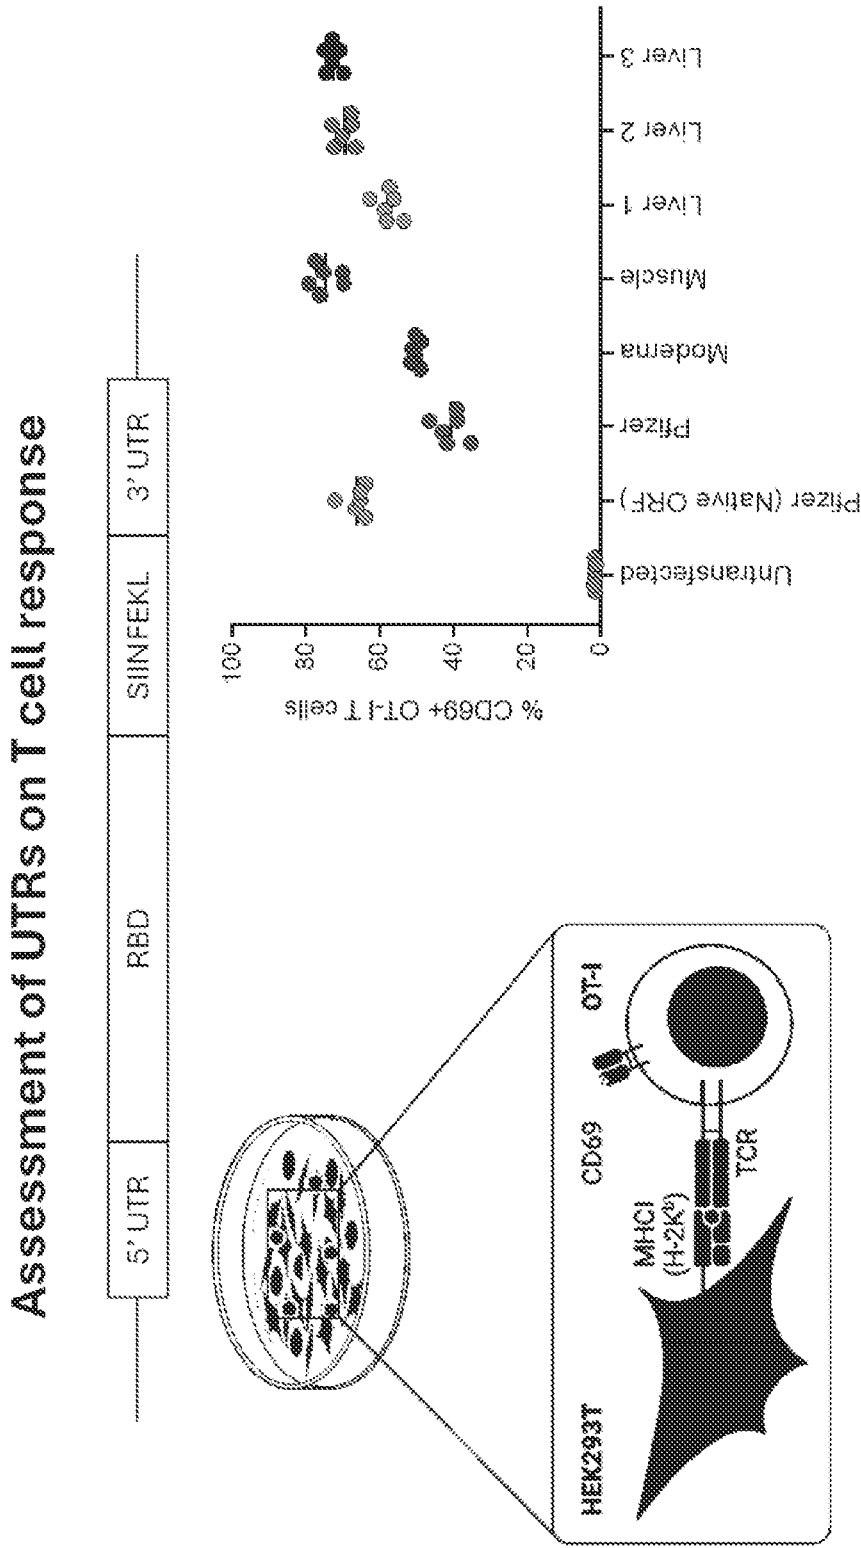 Assessment of UTRs on T cell response
5' UTR
RBD
SIINFEKL
3' UTR
HEK293T
MHCI
(H-2Kᵇ)
CD69
TCR
OT-I
% CD69+ OT-I T cells
100
80
60
40
20
0
Untransfected
Pfizer (Native ORF)
Pfizer
Moderna
Muscle
Liver 1
Liver 2
Liver 3